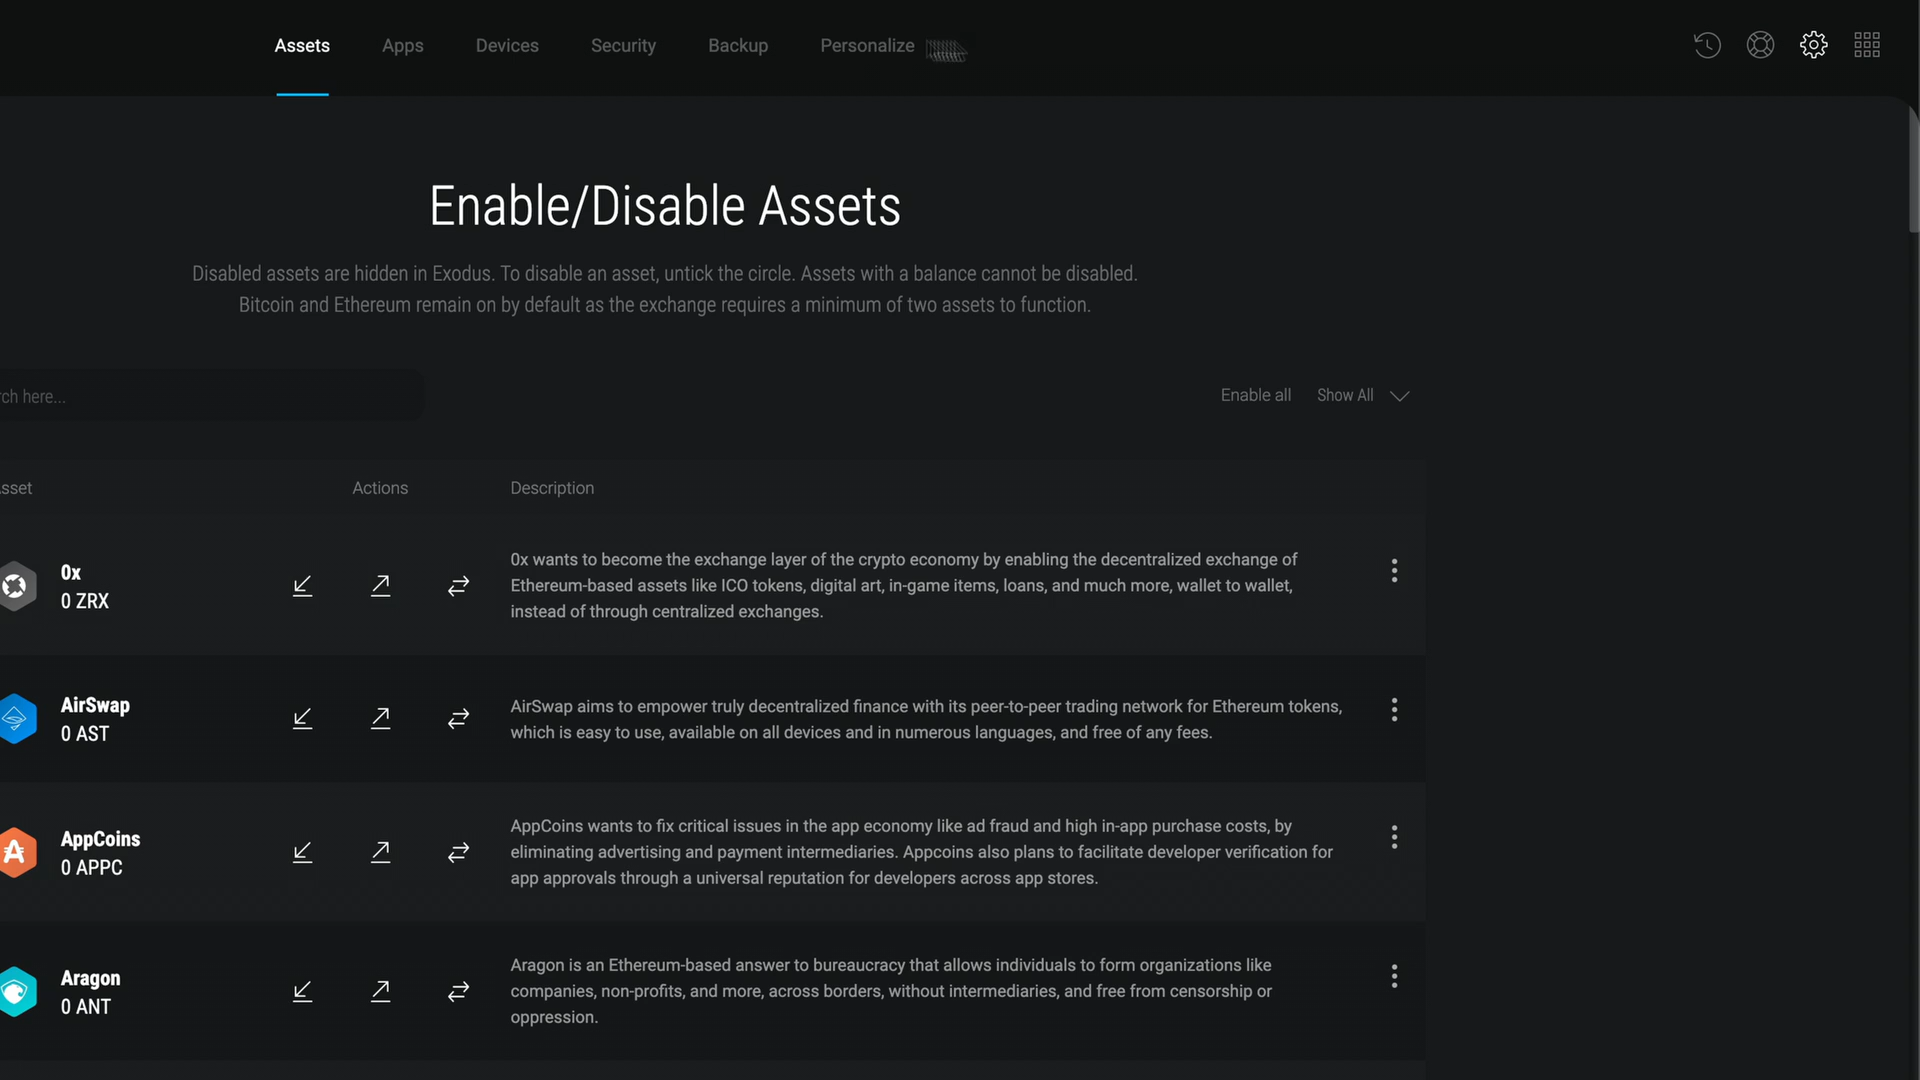 Assets Apps Devices Security Backup Personalize
Enable/Disable Assets
Disabled assets are hidden in Exodus. To disable an asset, untick the circle. Assets with a balance cannot be disabled.
Bitcoin and Ethereum remain on by default as the exchange requires a minimum of two assets to function.
rch here...
Enable all Show All
sset Actions Description
0x
0 ZRX
0x wants to become the exchange layer of the crypto economy by enabling the decentralized exchange of
Ethereum-based assets like ICO tokens, digital art, in-game items, loans, and much more, wallet to wallet,
instead of through centralized exchanges.
AirSwap
0 AST
AirSwap aims to empower truly decentralized finance with its peer-to-peer trading network for Ethereum tokens,
which is easy to use, available on all devices and in numerous languages, and free of any fees.
AppCoins
0 APPC
AppCoins wants to fix critical issues in the app economy like ad fraud and high in-app purchase costs, by
eliminating advertising and payment intermediaries. Appcoins also plans to facilitate developer verification for
app approvals through a universal reputation for developers across app stores.
Aragon
0 ANT
Aragon is an Ethereum-based answer to bureaucracy that allows individuals to form organizations like
companies, non-profits, and more, across borders, without intermediaries, and free from censorship or
oppression.